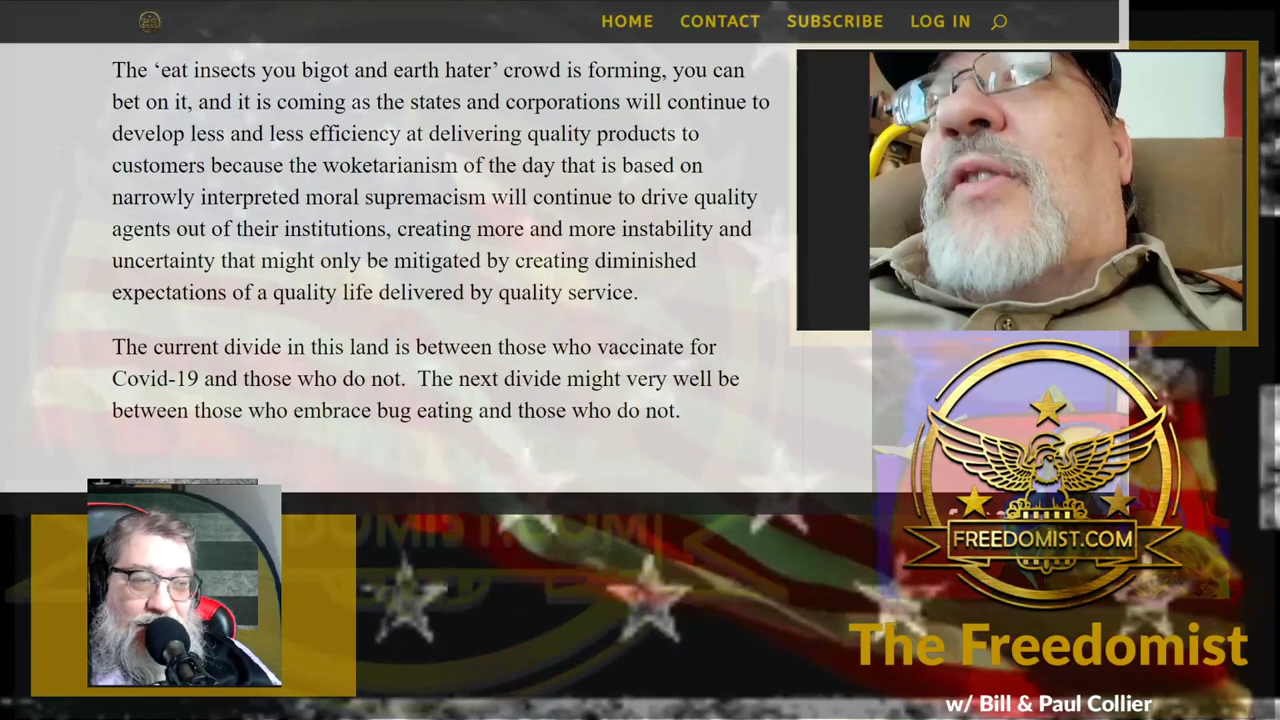 HOME CONTACT SUBSCRIBE LOG IN
The ‘eat insects you bigot and earth hater’ crowd is forming, you can
bet on it, and it is coming as the states and corporations will continue to
develop less and less efficiency at delivering quality products to
customers because the woketarianism of the day that is based on
narrowly interpreted moral supremacism will continue to drive quality
agents out of their institutions, creating more and more instability and
uncertainty that might only be mitigated by creating diminished
expectations of a quality life delivered by quality service.
The current divide in this land is between those who vaccinate for
Covid-19 and those who do not.  The next divide might very well be
between those who embrace bug eating and those who do not.
FREEDOMIST.COM
The Freedomist
w/ Bill & Paul Collier